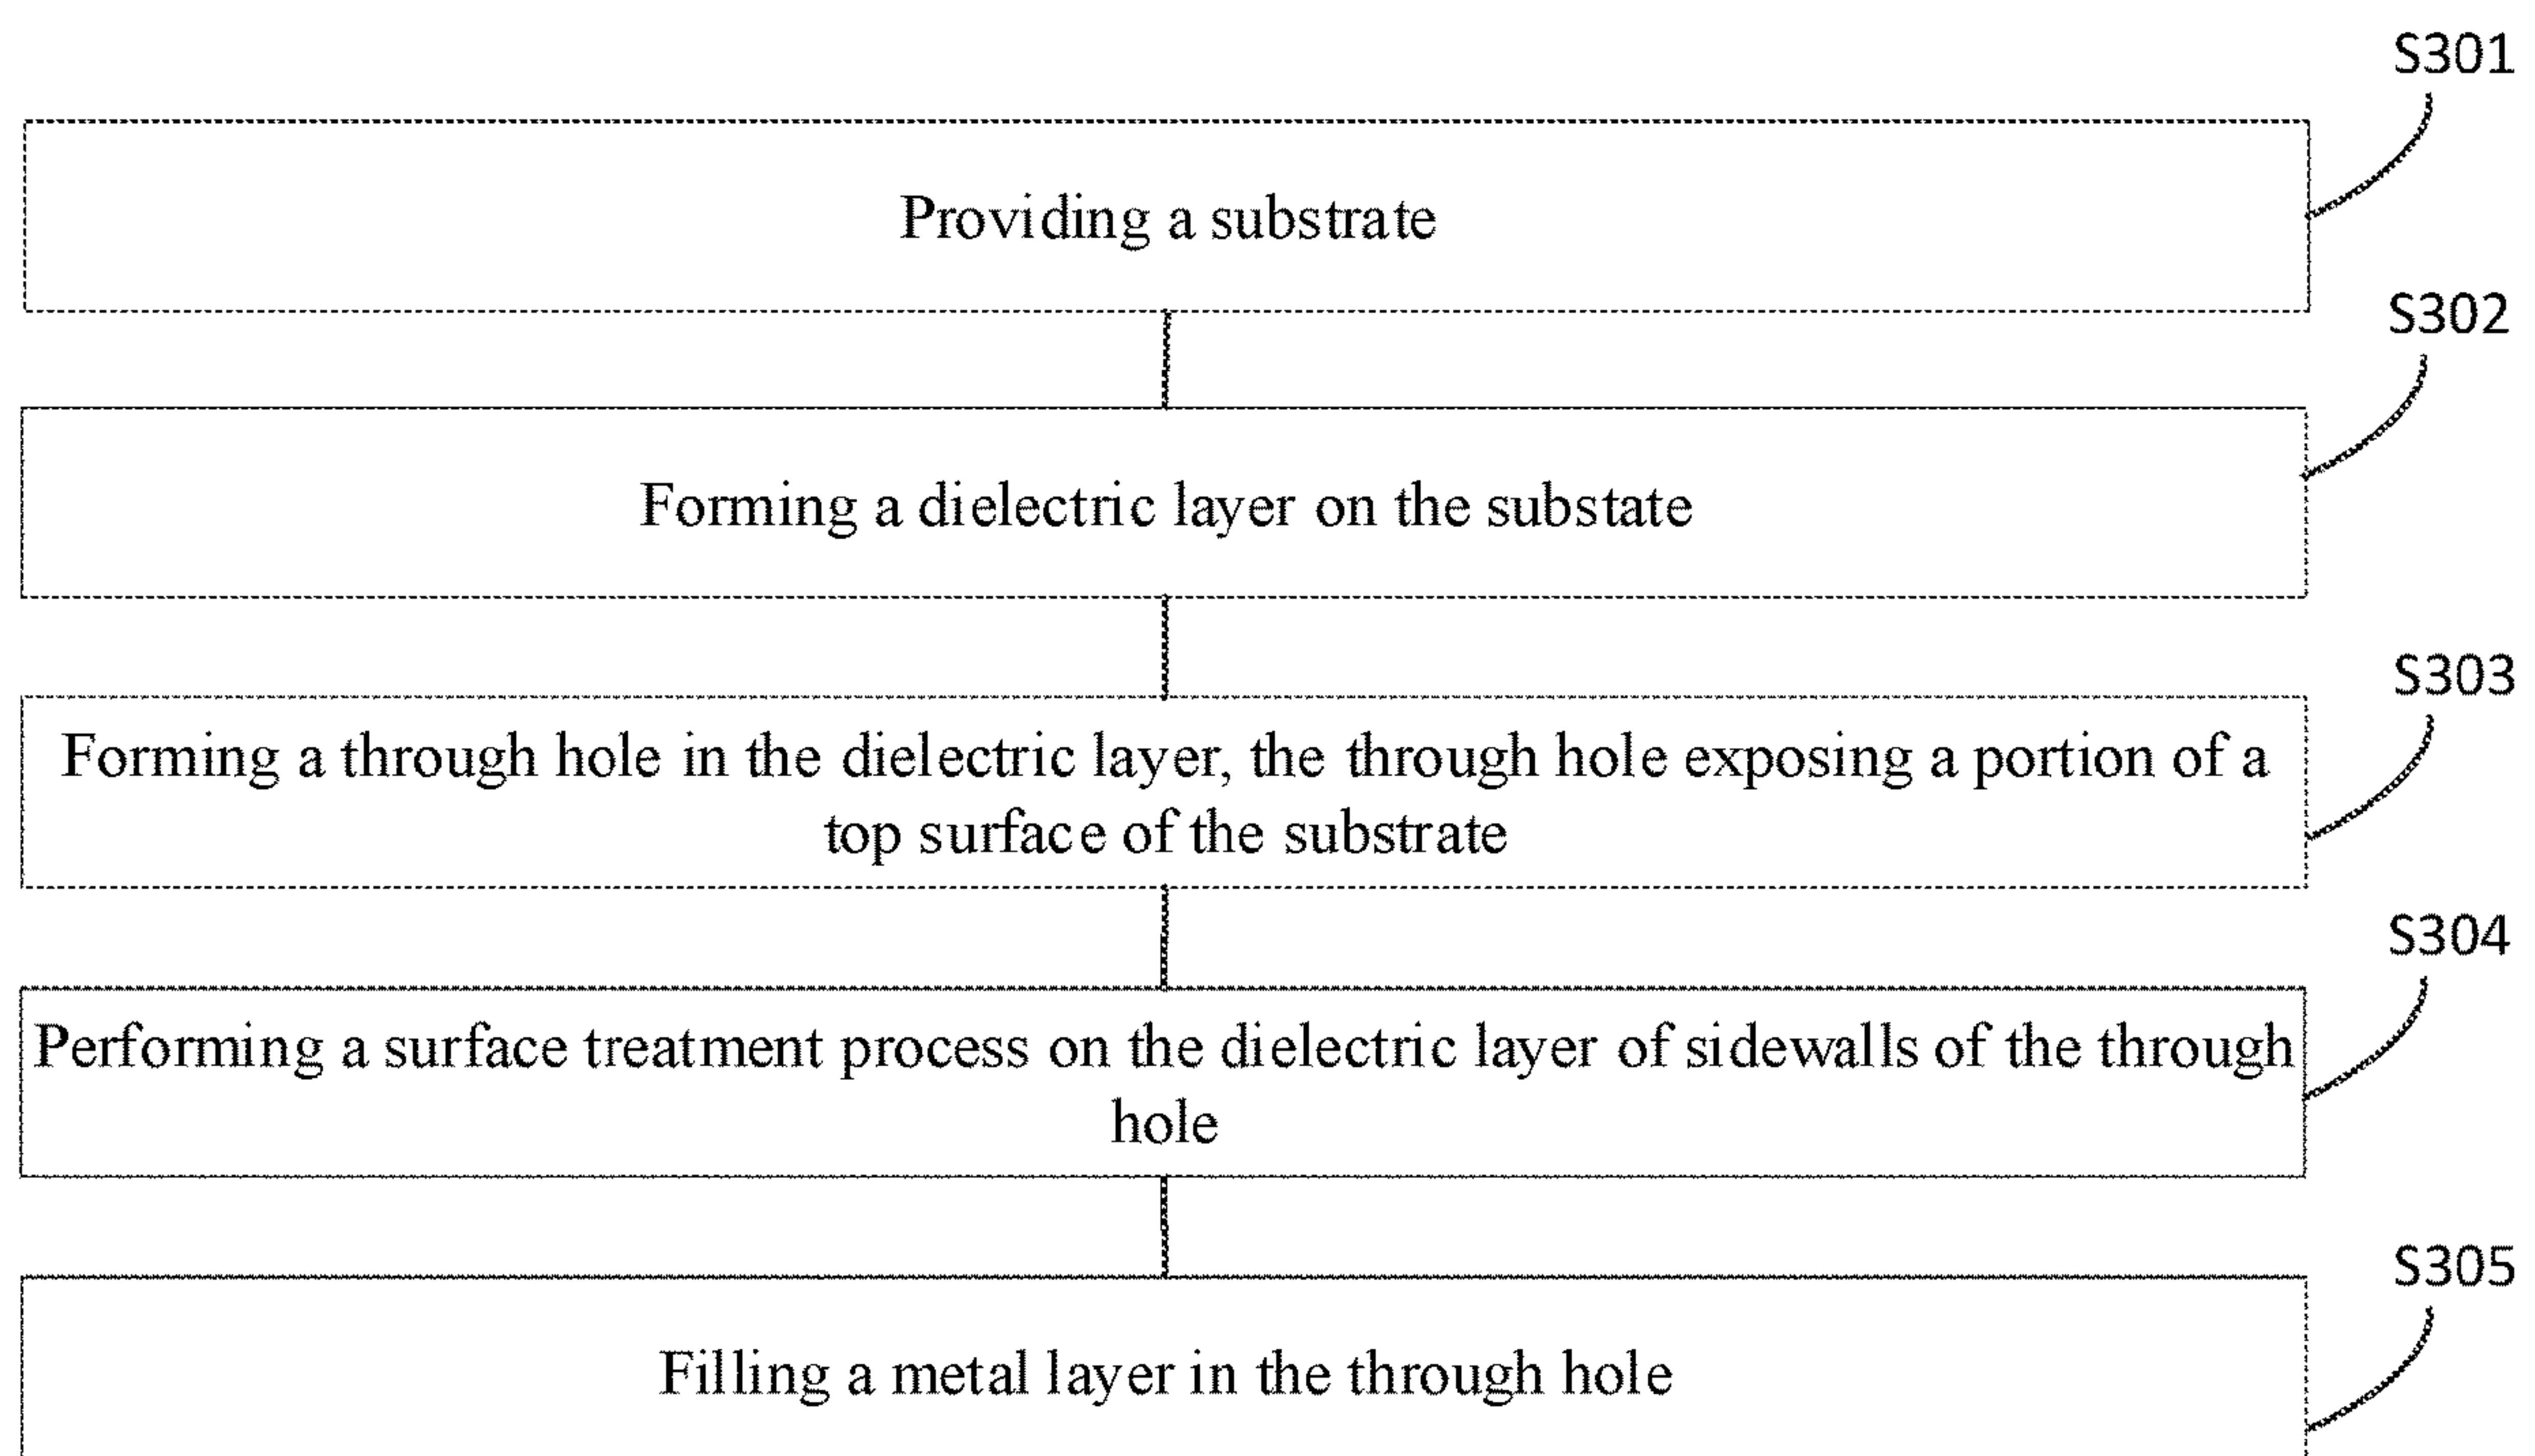 S301
Providing a substrate
S302
Forming a dielectric layer on the substate
S303
Forming a through hole in the dielectric layer, the through hole exposing a portion of a
top surface of the substrate
S304
Performing a surface treatment process on the dielectric layer of sidewalls of the through
hole
S305
Filling a metal layer in the through hole